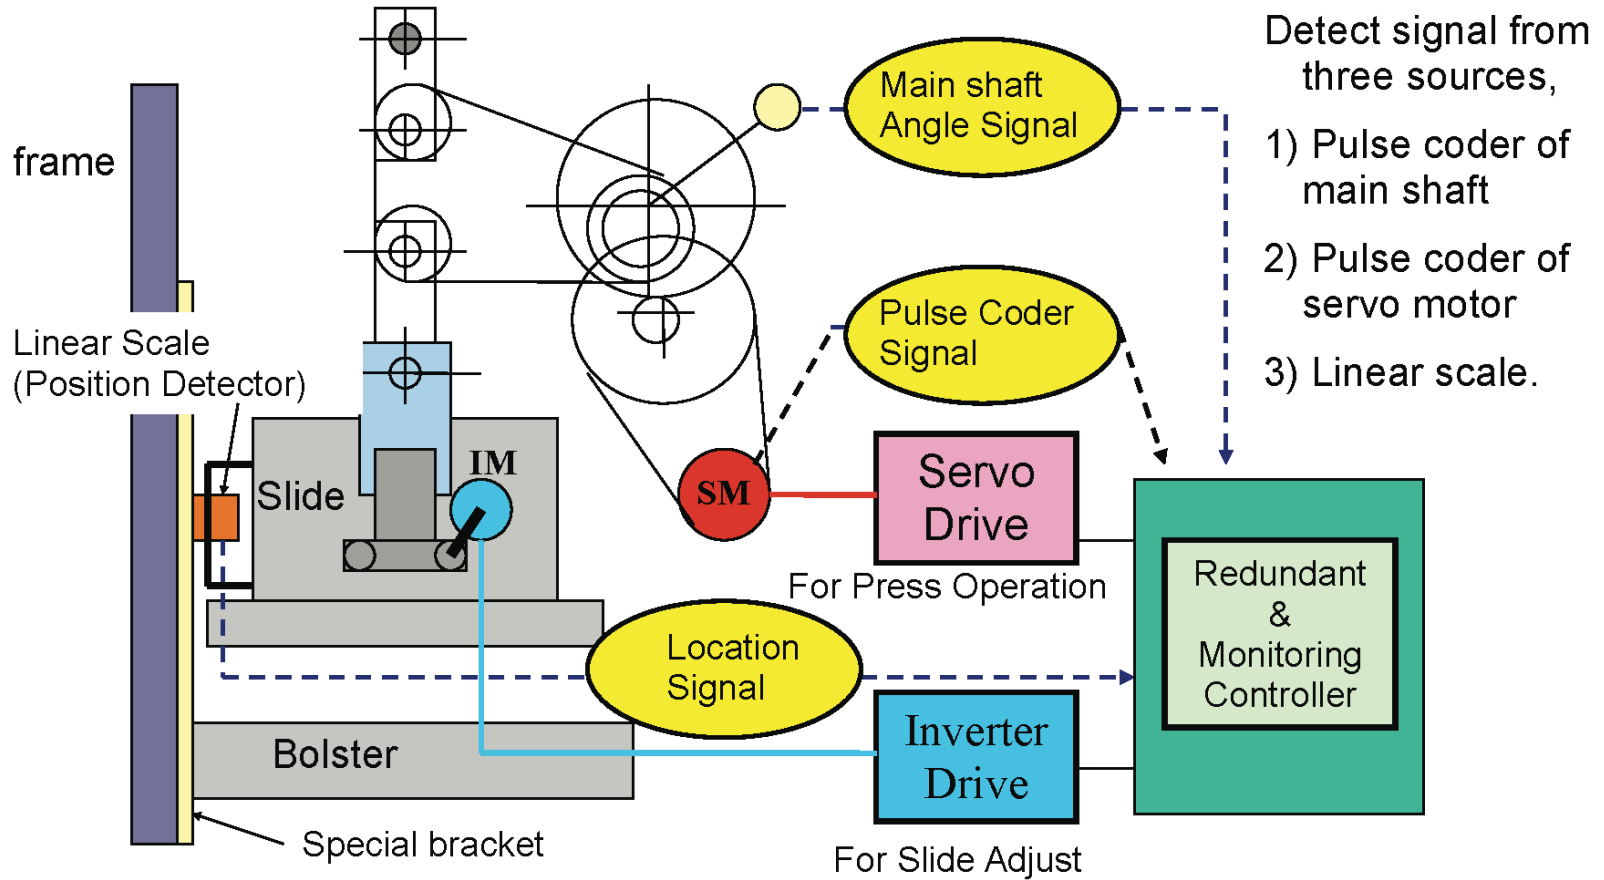 Detect signal from
three sources,
1) Pulse coder of
main shaft
2) Pulse coder of
servo motor
3) Linear scale.
Main shaft
Angle Signal
frame
Pulse Coder
Signal
Linear Scale
(Position Detector)
Slide
IM
SM
Servo
Drive
For Press Operation
Redundant
&
Monitoring
Controller
Location
Signal
Inverter
Drive
For Slide Adjust
Bolster
Special bracket